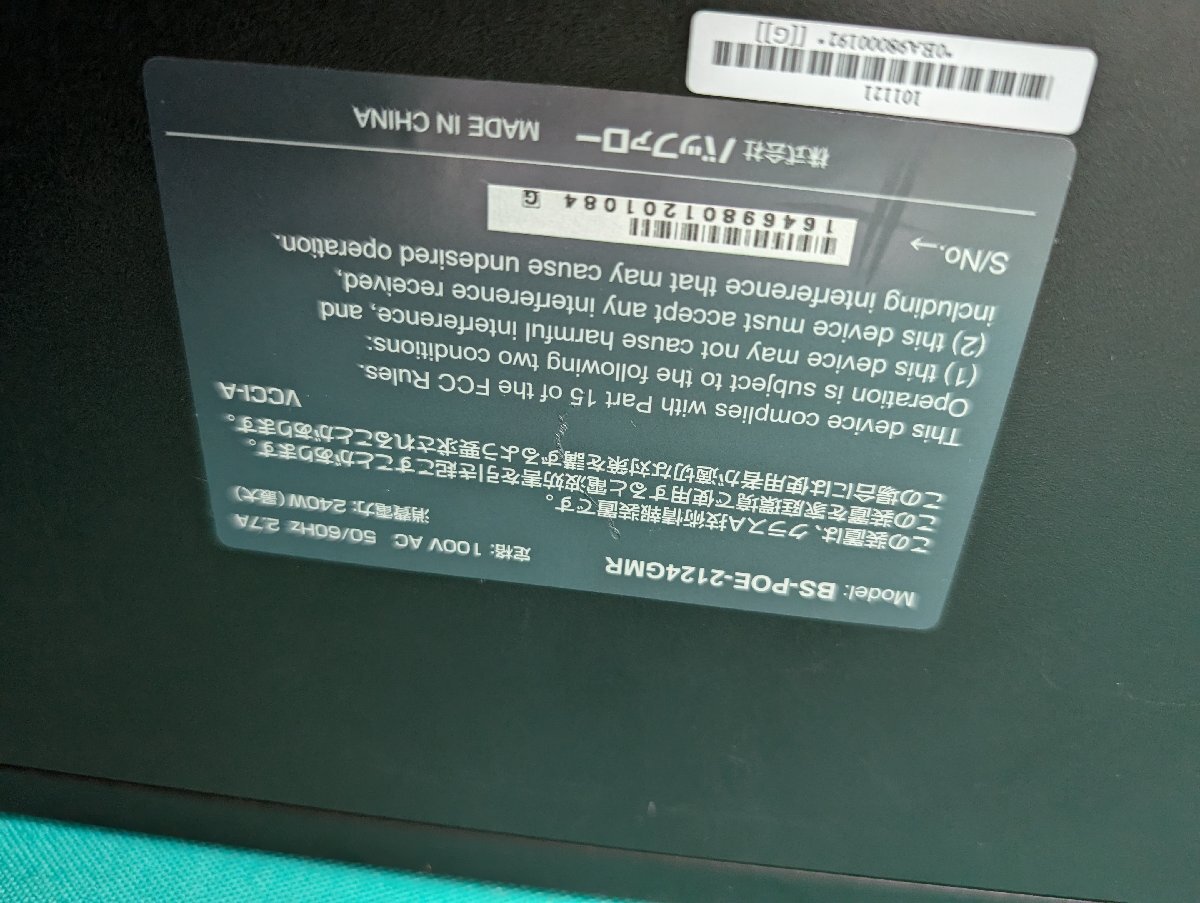 Model: BS-POE-2124GMR
定格: 100V AC 50/60Hz 2.7A
消費電力: 240W (最大)
この装置は、クラスA技術情報装置です。
この装置を家庭環境で使用すると電波妨害を引き起こすことがあります。
この場合には使用者が適切な対策を講ずるよう要求されることがあります。
VCCI-A
This device complies with Part 15 of the FCC Rules.
Operation is subject to the following two conditions:
(1) this device may not cause harmful interference, and
(2) this device must accept any interference received,
including interference that may cause undesired operation.
S/No.→
16469801201084 G
株式会社 バッファロー MADE IN CHINA
101121
*0BA98000192* [[G]]